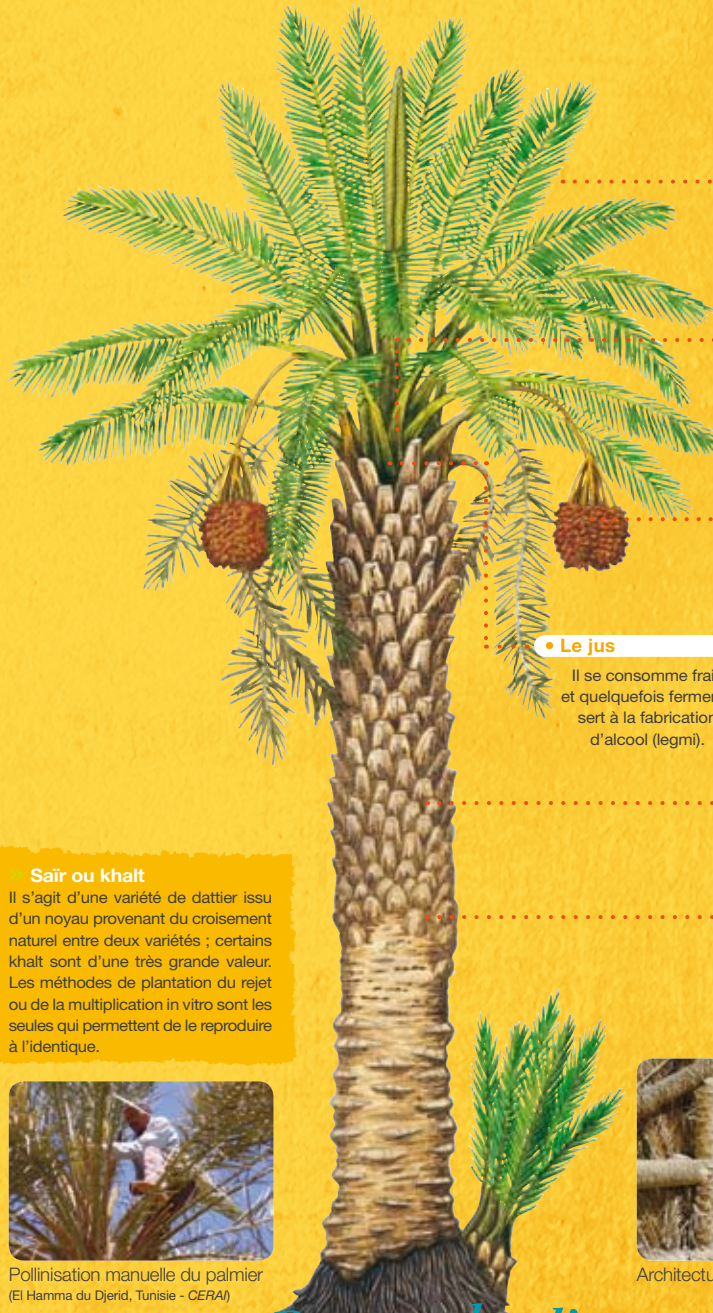 • Le jus
Il se consomme
et quelquefois
sert à la fabrication
d'alcool (legmi).
» Saïr ou khalt
Il s'agit d'une variété de dattier issu
d'un noyau provenant du croisement
naturel entre deux variétés ; certains
khalt sont d'une très grande valeur.
Les méthodes de plantation du rejet
ou de la multiplication in vitro sont les
seules qui permettent de le reproduire
à l'identique.
Pollinisation manuelle du palmier
(El Hamma du Djerid, Tunisie - CERAI)